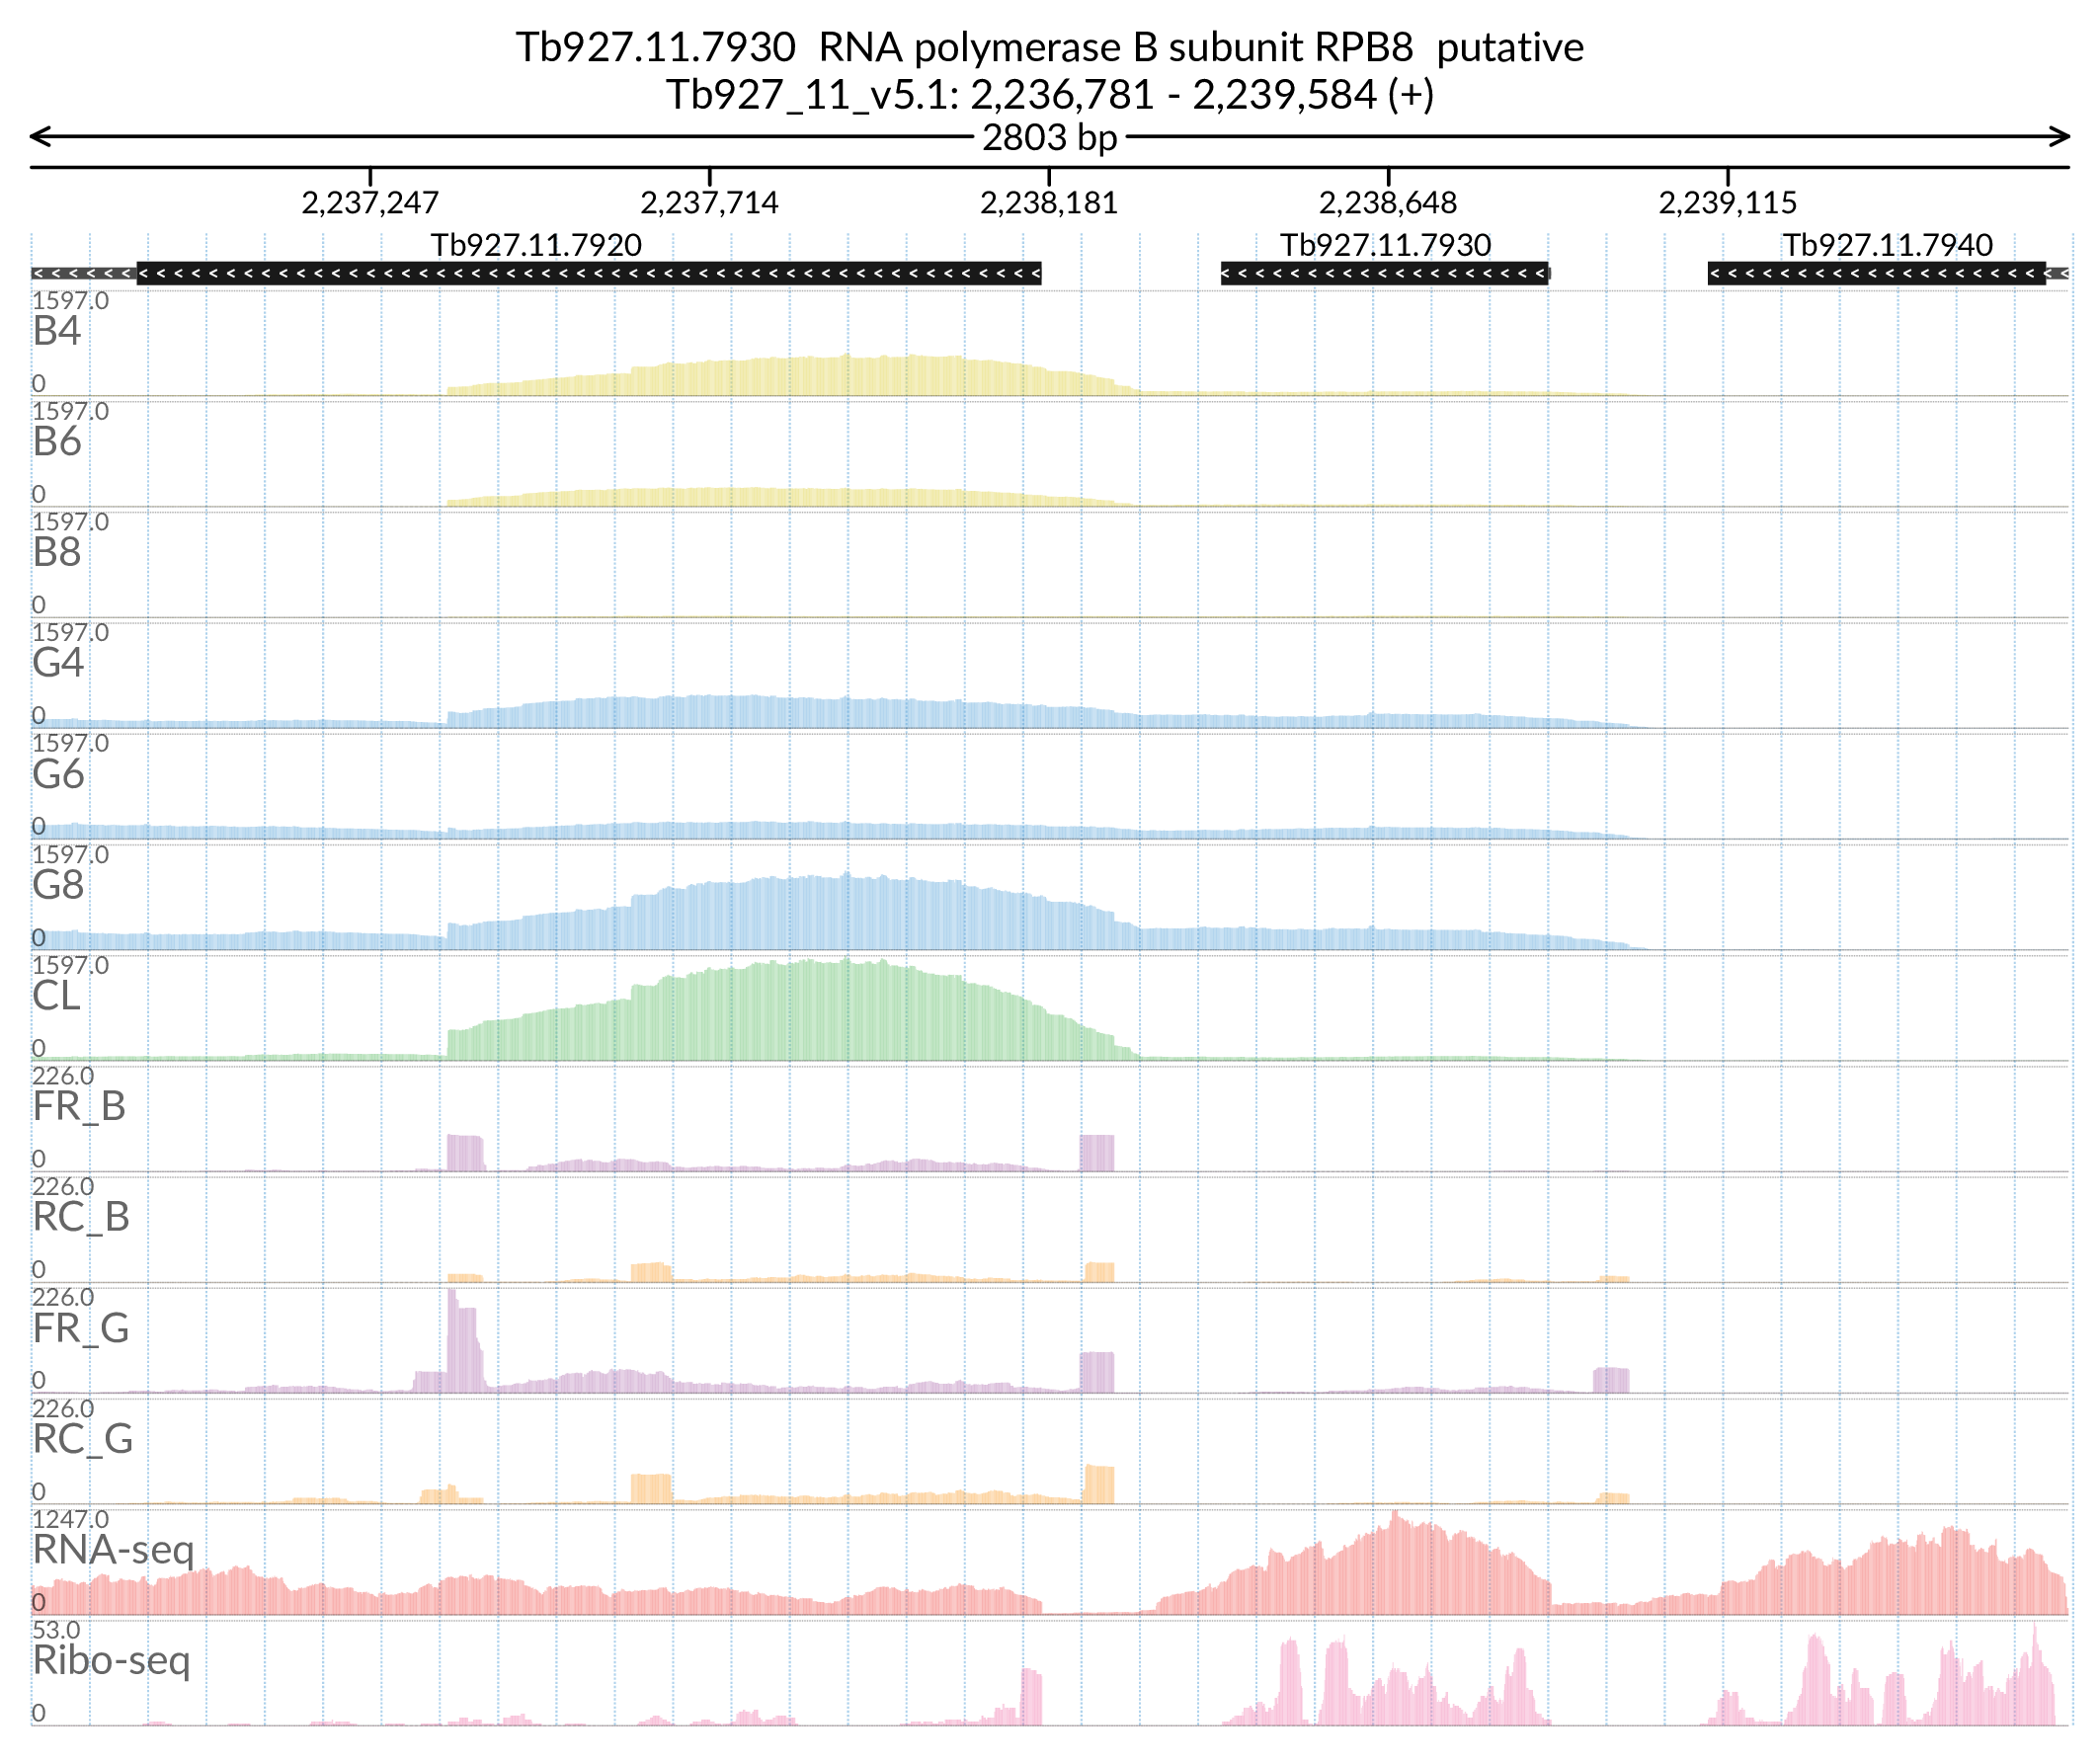 Tb927.11.7930  RNA polymerase B subunit RPB8  putative
Tb927_11_v5.1: 2,236,781 - 2,239,584 (+)
2803 bp
2,237,247 2,237,714 2,238,181 2,238,648 2,239,115
Tb927.11.7920 Tb927.11.7930 Tb927.11.7940
1597.0
B4
0
1597.0
B6
0
1597.0
B8
0
1597.0
G4
0
1597.0
G6
0
1597.0
G8
0
1597.0
CL
0
226.0
FR_B
0
226.0
RC_B
0
226.0
FR_G
0
226.0
RC_G
0
1247.0
RNA-seq
0
53.0
Ribo-seq
0